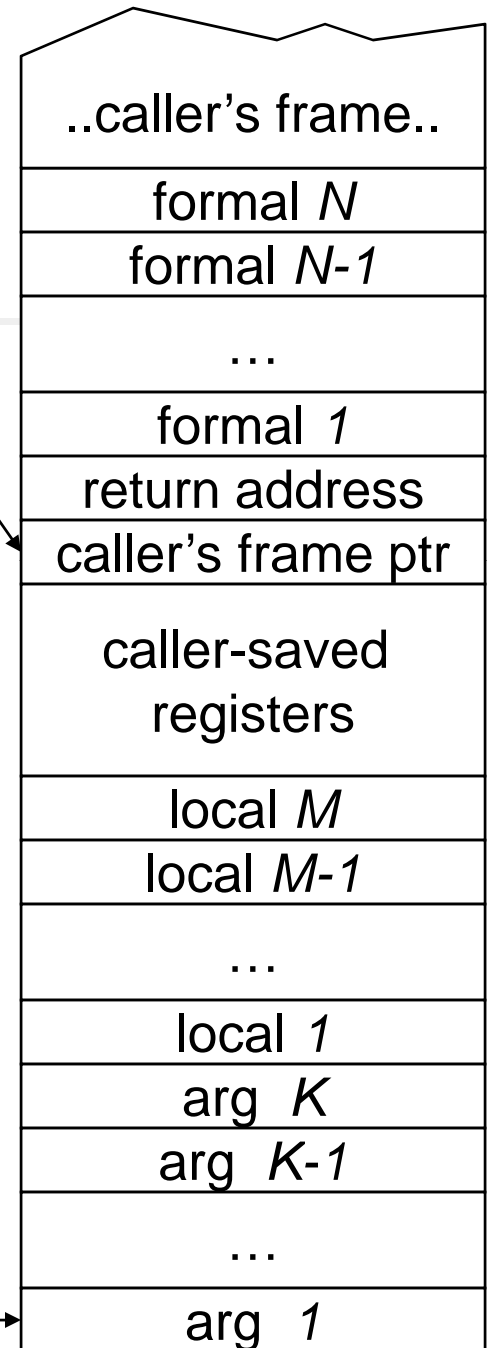 ..caller’s frame..
formal N
formal N-1
…
formal 1
return address
caller’s frame ptr
caller-saved
registers
local M
local M-1
…
local 1
arg K
arg K-1
…
arg 1